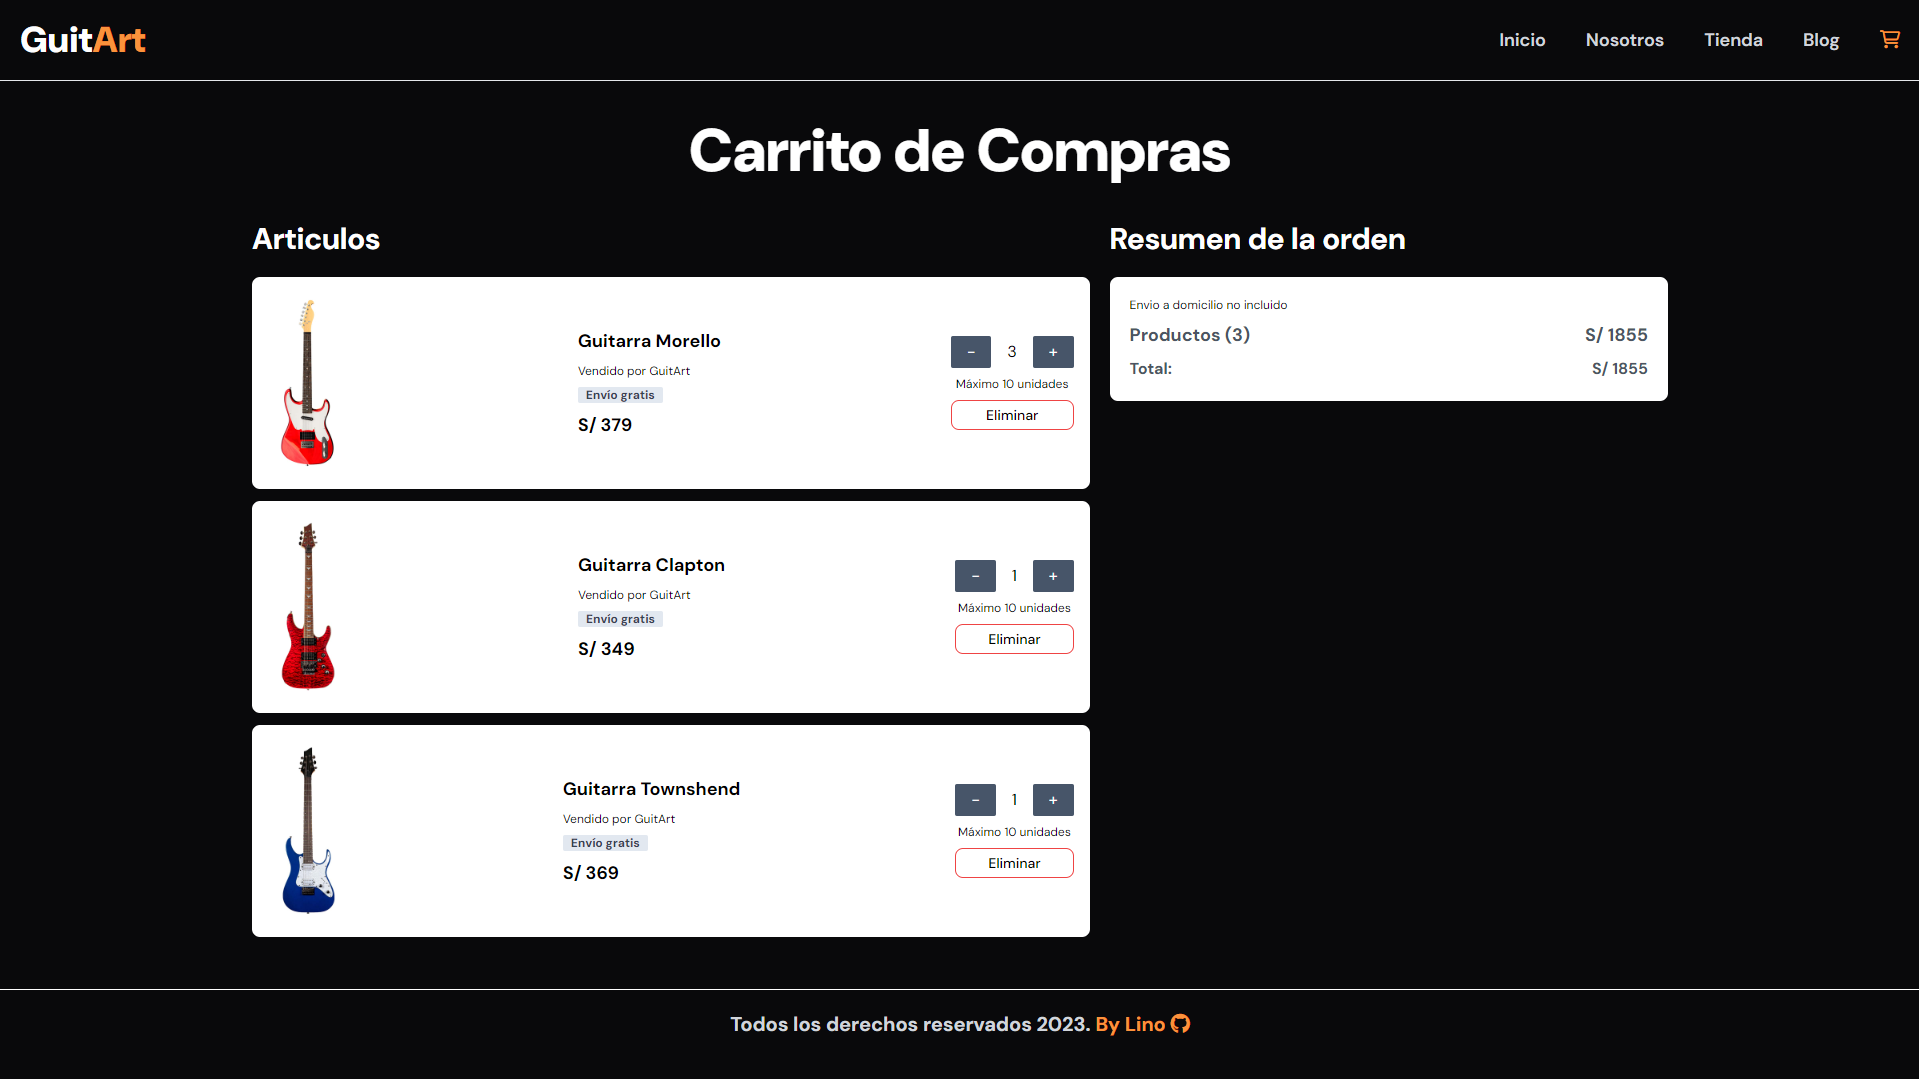 GuitArt
Inicio
Nosotros
Tienda
Blog
Carrito de Compras
Articulos
Guitarra Morello
Vendido por GuitArt
Envío gratis
S/ 379
- 3 +
Máximo 10 unidades
Eliminar
Guitarra Clapton
Vendido por GuitArt
Envío gratis
S/ 349
- 1 +
Máximo 10 unidades
Eliminar
Guitarra Townshend
Vendido por GuitArt
Envío gratis
S/ 369
- 1 +
Máximo 10 unidades
Eliminar
Resumen de la orden
Envio a domicilio no incluido
Productos (3) S/ 1855
Total: S/ 1855
Todos los derechos reservados 2023. By Lino